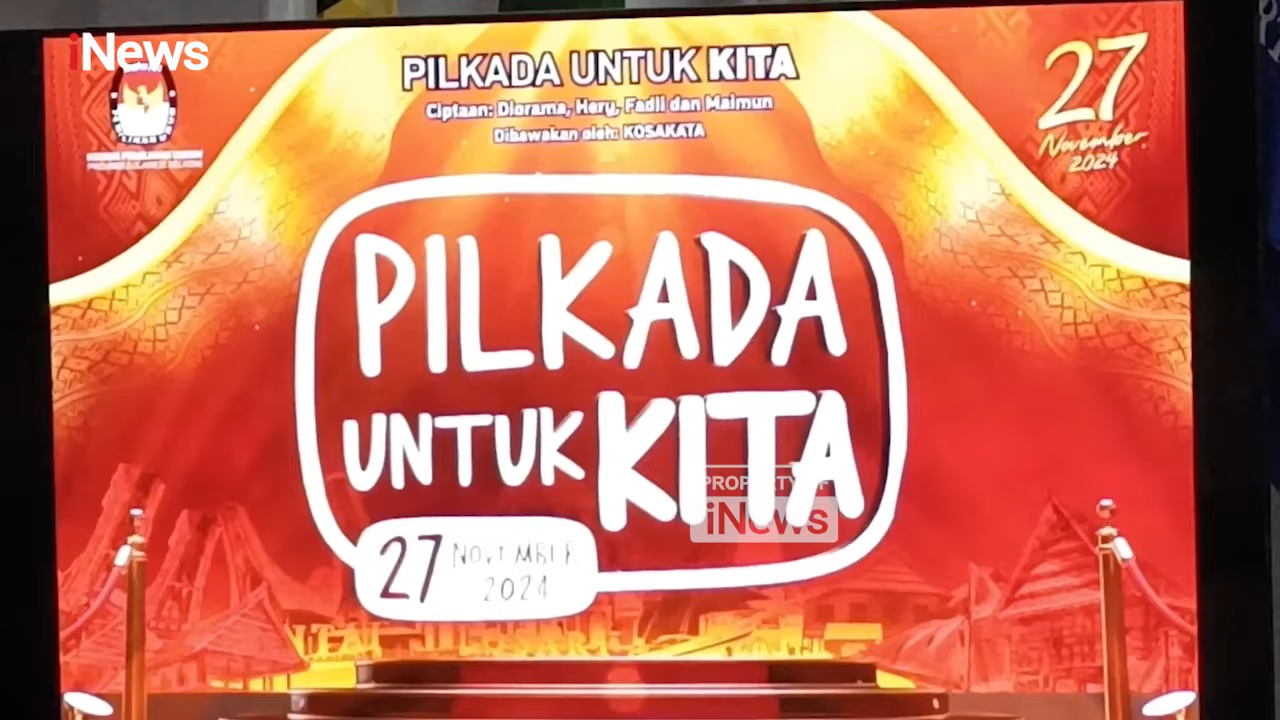 iNews
PILKADA UNTUK KITA
Ciptaan: Diorama, Hery, Fadli dan Maimun
Dibawakan oleh: KOSAKATA
27
November
2024
PILKADA
UNTUK KITA
27 NOVEMBER
2024
PROPERTY OF
iNews